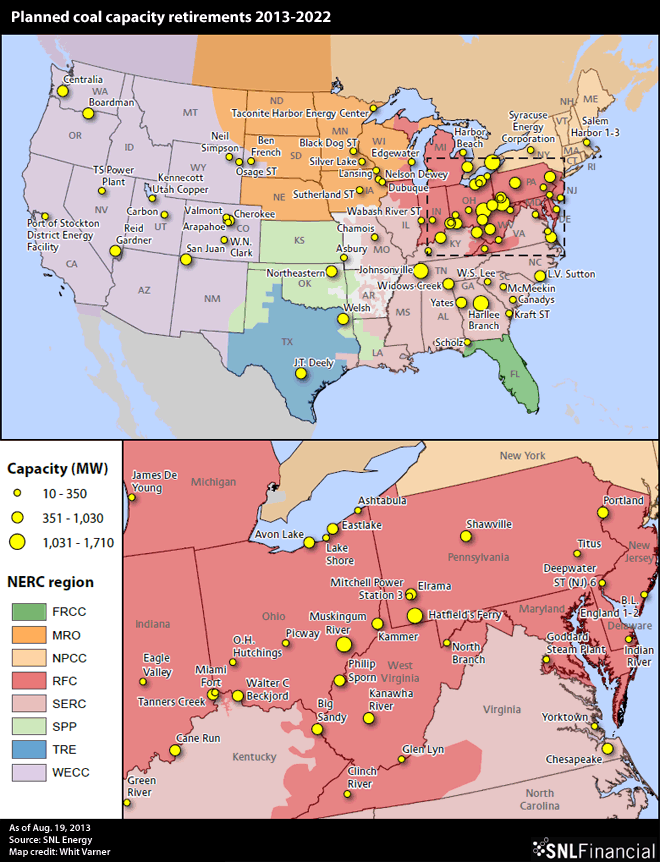 Planned coal capacity retirements 2013-2022
Centralia
WA
Boardman
OR
MT
ID
WY
NV
UT
CA
AZ
NM
CO
ND
SD
NE
KS
OK
TX
MN
WI
IA
MO
AR
LA
IL
MI
IN
OH
KY
TN
MS
AL
GA
FL
SC
NC
VA
WV
PA
NY
NJ
DE
MD
VT
NH
ME
MA
CT
RI
Taconite Harbor Energy Center
Neil
Simpson
Ben
French
Osage ST
Black Dog ST
Silver Lake
Lansing
Edgewater
Nelson Dewey
Dubuque
Sutherland ST
Harbor
Beach
Syracuse
Energy
Corporation
Salem
Harbor 1-3
TS Power
Plant
Kennecott
Utah Copper
Carbon
Valmont
Cherokee
Arapahoe
W.N.
Clark
Port of Stockton
District Energy
Facility
Reid
Gardner
San Juan
Wabash River ST
Chamois
Asbury
Northeastern
Johnsonville
Widows Creek
W.S. Lee
L.V. Sutton
McMeekin
Canadys
Kraft ST
Yates
Harllee
Branch
Welsh
J.T. Deely
Scholz
Capacity (MW)
10 - 350
351 - 1,030
1,031 - 1,710
NERC region
FRCC
MRO
NPCC
RFC
SERC
SPP
TRE
WECC
James De
Young
Michigan
New York
Ashtabula
Eastlake
Avon Lake
Lake
Shore
Shawville
Portland
Titus
Pennsylvania
New
Jersey
Deepwater
ST (NJ) 6
B.L.
England 1-2
Mitchell Power
Station 3
Elrama
Hatfield's Ferry
Maryland
Delaware
Indiana
Ohio
Muskingum
River
Kammer
Picway
O.H.
Hutchings
North
Branch
Goddard
Steam Plant
Indian
River
Eagle
Valley
Miami
Fort
Tanners Creek
Walter C
Beckjord
Philip
Sporn
West
Virginia
Kanawha
River
Big
Sandy
Virginia
Yorktown
Chesapeake
Cane Run
Kentucky
Glen Lyn
Clinch
River
Green
River
North
Carolina
As of Aug. 19, 2013
Source: SNL Energy
Map credit: Whit Varner
SNLFinancial